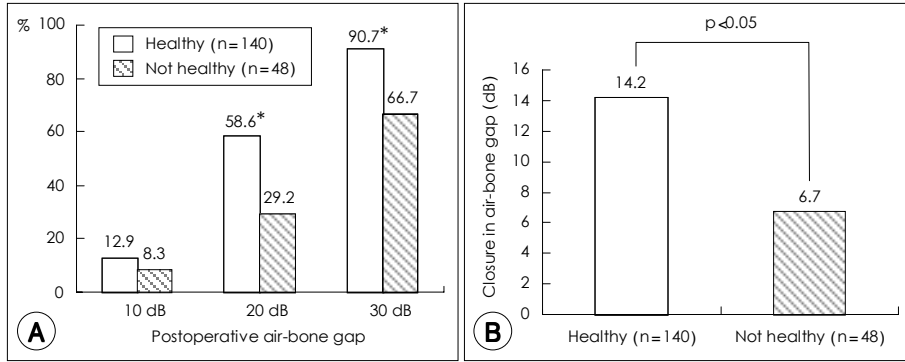 %
100
80
60
40
20
0
Healthy (n=140)
Not healthy (n=48)
12.9
8.3
58.6*
29.2
90.7*
66.7
10 dB
20 dB
30 dB
Postoperative air-bone gap
A
p<0.05
Closure in air-bone gap (dB)
16
14
12
10
8
6
4
2
0
14.2
6.7
Healthy (n=140)
Not healthy (n=48)
B